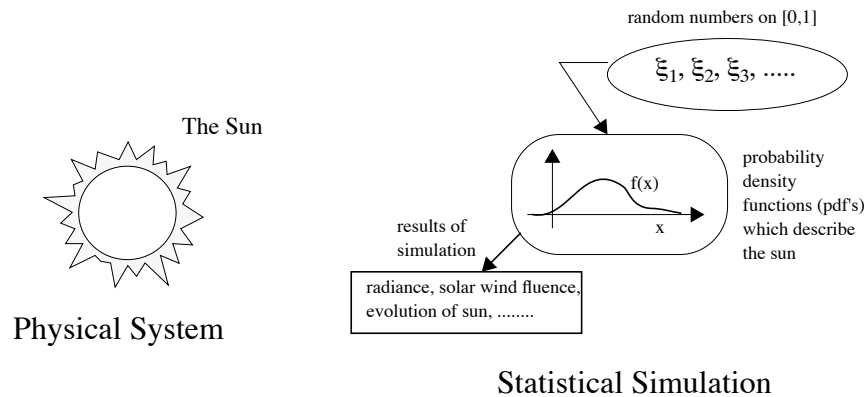 random numbers on [0,1]
ξ1, ξ2, ξ3, .....
The Sun
f(x)
x
probability
density
functions (pdf's)
which describe
the sun
results of
simulation
radiance, solar wind fluence,
evolution of sun, ........
Physical System
Statistical Simulation